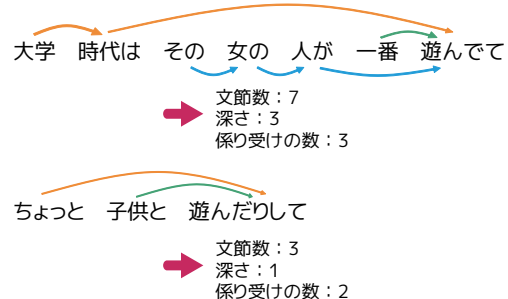 大学 時代は その 女の 人が 一番 遊んでて
文節数：7
深さ：3
係り受けの数：3
ちょっと 子供と 遊んだりして
文節数：3
深さ：1
係り受けの数：2